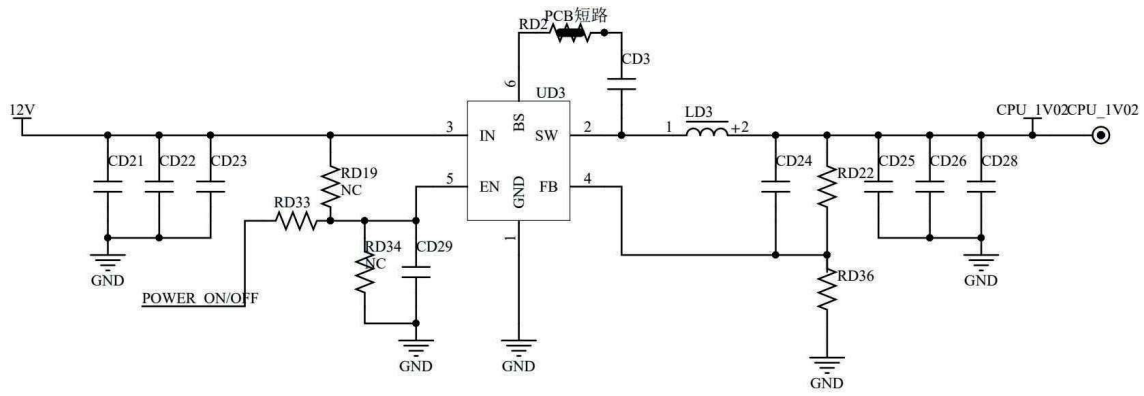 PCB短路
RD2
CD3
6
UD3
12V
BS
LD3
CPU_1V02
CPU_1V02
3
IN
SW
2
1
+2
CD21
CD22
CD23
RD19
NC
5
EN
GND
FB
4
CD24
RD22
CD25
CD26
CD28
RD33
RD34
NC
CD29
1
GND
RD36
GND
POWER ON/OFF
GND
GND
GND